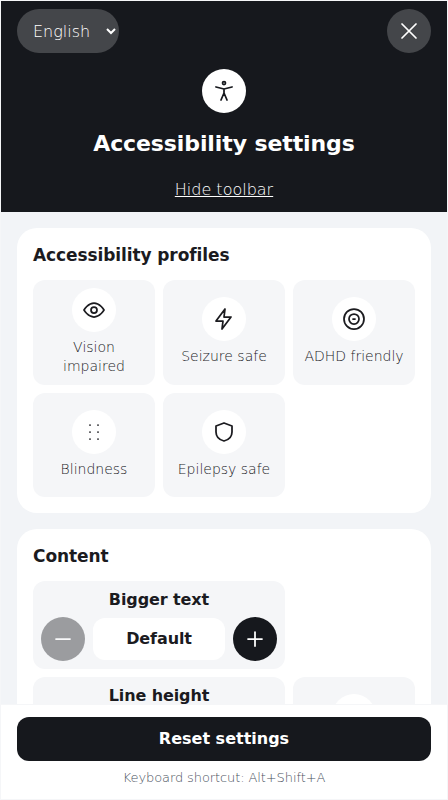 English
Accessibility settings
Hide toolbar
Accessibility profiles
Vision
impaired
Seizure safe
ADHD friendly
Blindness
Epilepsy safe
Content
Bigger text
Default
Line height
Reset settings
Keyboard shortcut: Alt+Shift+A